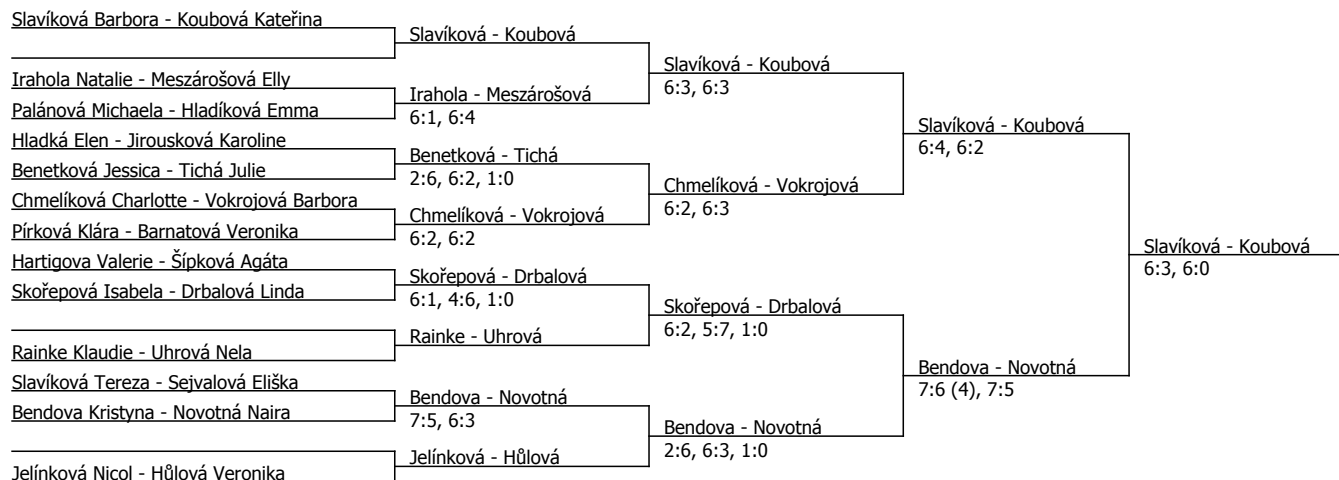 Slavíková Barbora - Koubová Kateřina
Irahola Natalie - Meszárošová Elly
Palánová Michaela - Hladíková Emma
Hladká Elen - Jirousková Karoline
Benetková Jessica - Tichá Julie
Chmelíková Charlotte - Vokrojová Barbora
Pírková Klára - Barnatová Veronika
Hartigova Valerie - Šípková Agáta
Skořepová Isabela - Drbalová Linda
Rainke Klaudie - Uhrová Nela
Slavíková Tereza - Sejvalová Eliška
Bendova Kristyna - Novotná Naira
Jelínková Nicol - Hůlová Veronika
Slavíková - Koubová
Irahola - Meszárošová
6:1, 6:4
Benetková - Tichá
2:6, 6:2, 1:0
Chmelíková - Vokrojová
6:2, 6:2
Skořepová - Drbalová
6:1, 4:6, 1:0
Rainke - Uhrová
Bendova - Novotná
7:5, 6:3
Jelínková - Hůlová
Slavíková - Koubová
6:3, 6:3
Chmelíková - Vokrojová
6:2, 6:3
Skořepová - Drbalová
6:2, 5:7, 1:0
Bendova - Novotná
2:6, 6:3, 1:0
Slavíková - Koubová
6:4, 6:2
Bendova - Novotná
7:6 (4), 7:5
Slavíková - Koubová
6:3, 6:0